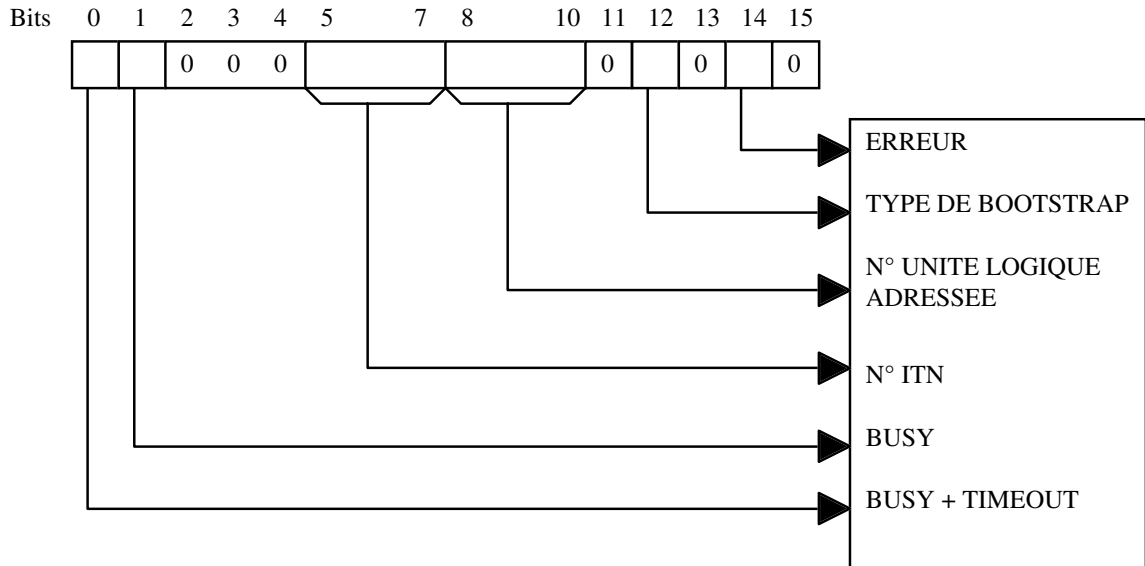 Bits 0 1 2 3 4 5 7 8 10 11 12 13 14 15
0 0 0 0 0 0
ERREUR
TYPE DE BOOTSTRAP
N° UNITE LOGIQUE
ADRESSEE
N° ITN
BUSY
BUSY + TIMEOUT